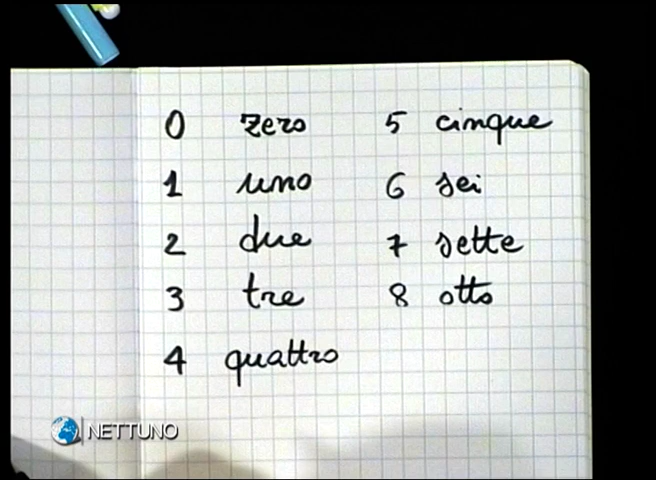 0 zero
1 uno
2 due
3 tre
4 quattro
5 cinque
6 sei
7 sette
8 otto
NETTUNO